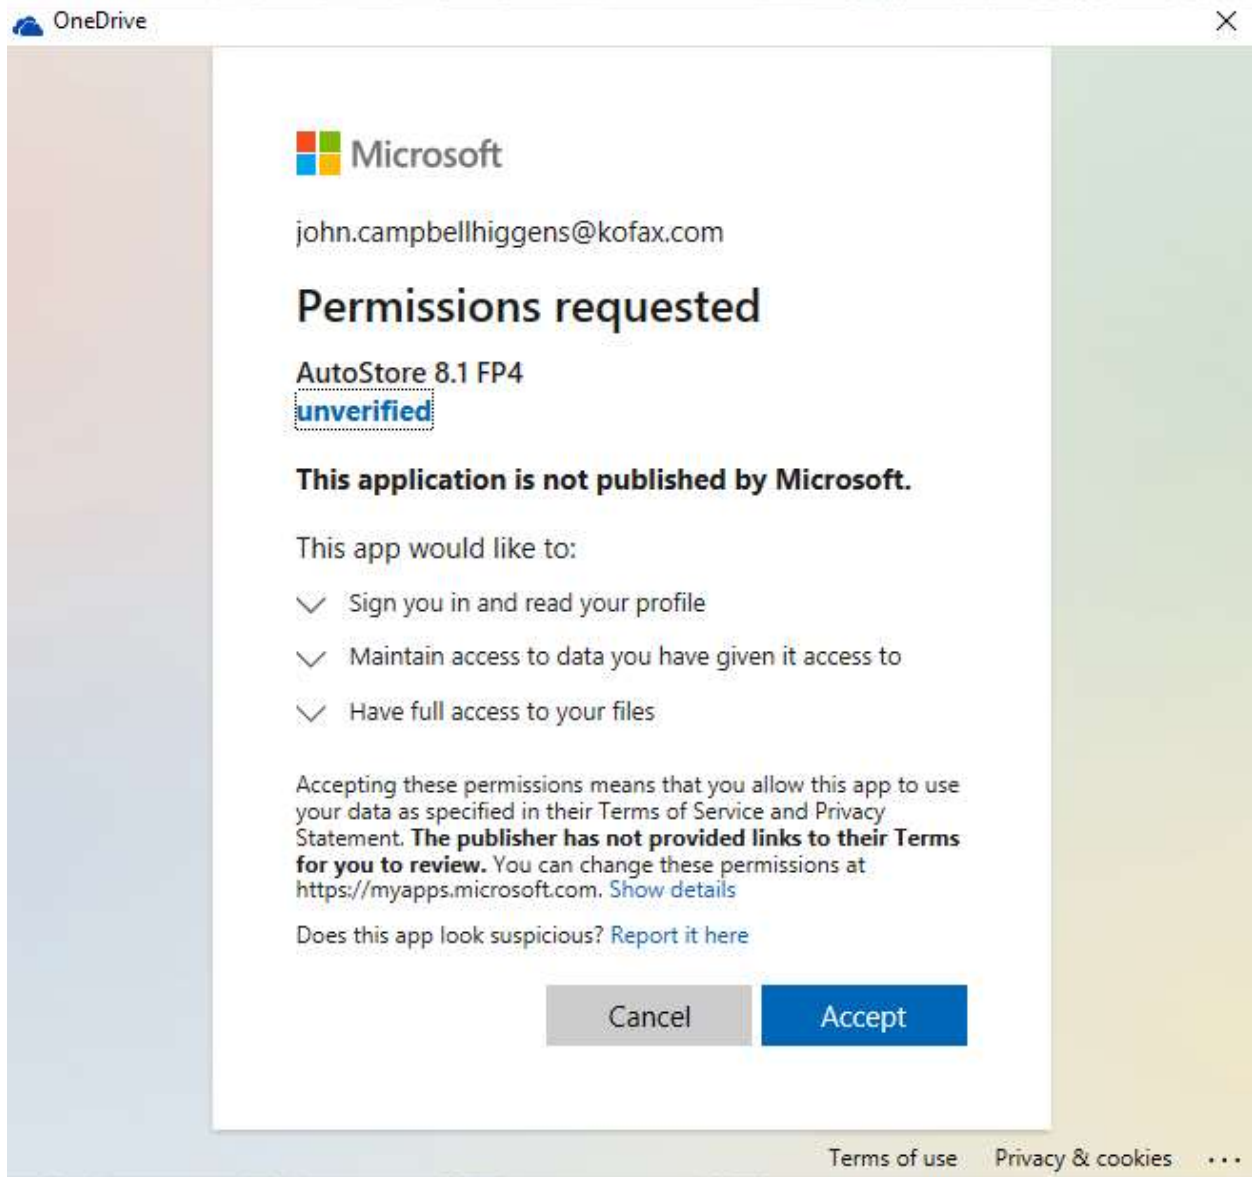 OneDrive
Microsoft
john.campbellhiggens@kofax.com
Permissions requested
AutoStore 8.1 FP4
unverified
This application is not published by Microsoft.
This app would like to:
Sign you in and read your profile
Maintain access to data you have given it access to
Have full access to your files
Accepting these permissions means that you allow this app to use
your data as specified in their Terms of Service and Privacy
Statement. The publisher has not provided links to their Terms
for you to review. You can change these permissions at
https://myapps.microsoft.com. Show details
Does this app look suspicious? Report it here
Cancel Accept
Terms of use Privacy & cookies ...